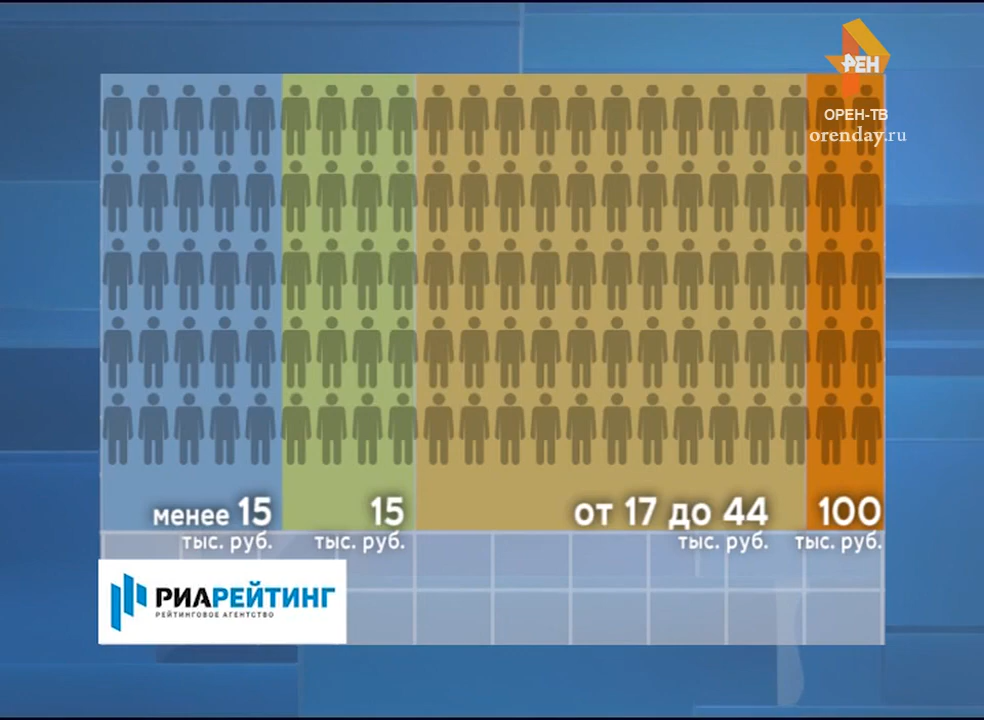 РЕН
ОРЕН-ТВ
orenday.ru
менее 15
тыс. руб.
15
тыс. руб.
от 17 до 44
тыс. руб.
100
тыс. руб.
РИАРЕЙТИНГ
РЕЙТИНГОВОЕ АГЕНТСТВО